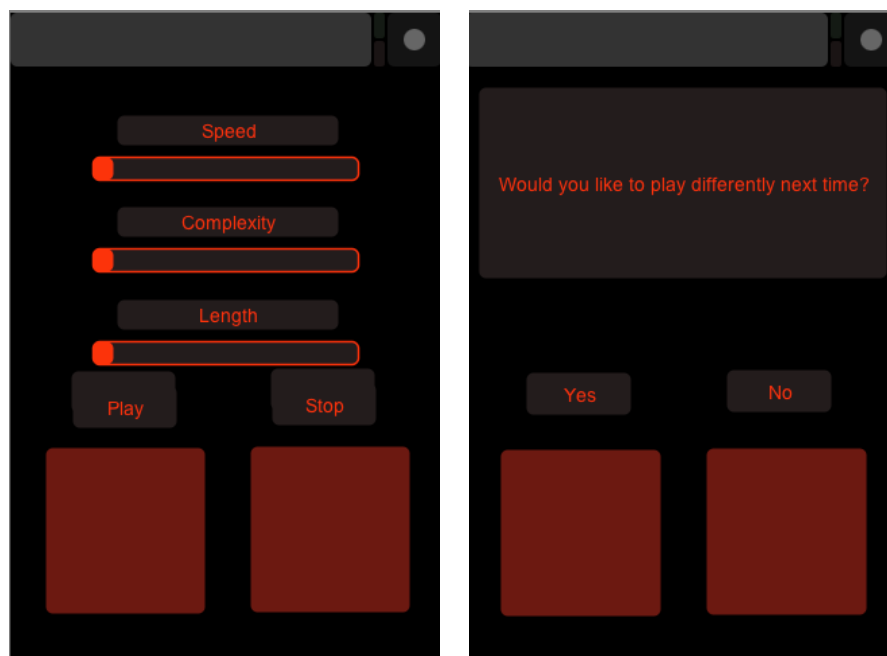 Speed
Complexity
Length
Play
Stop
Would you like to play differently next time?
Yes
No